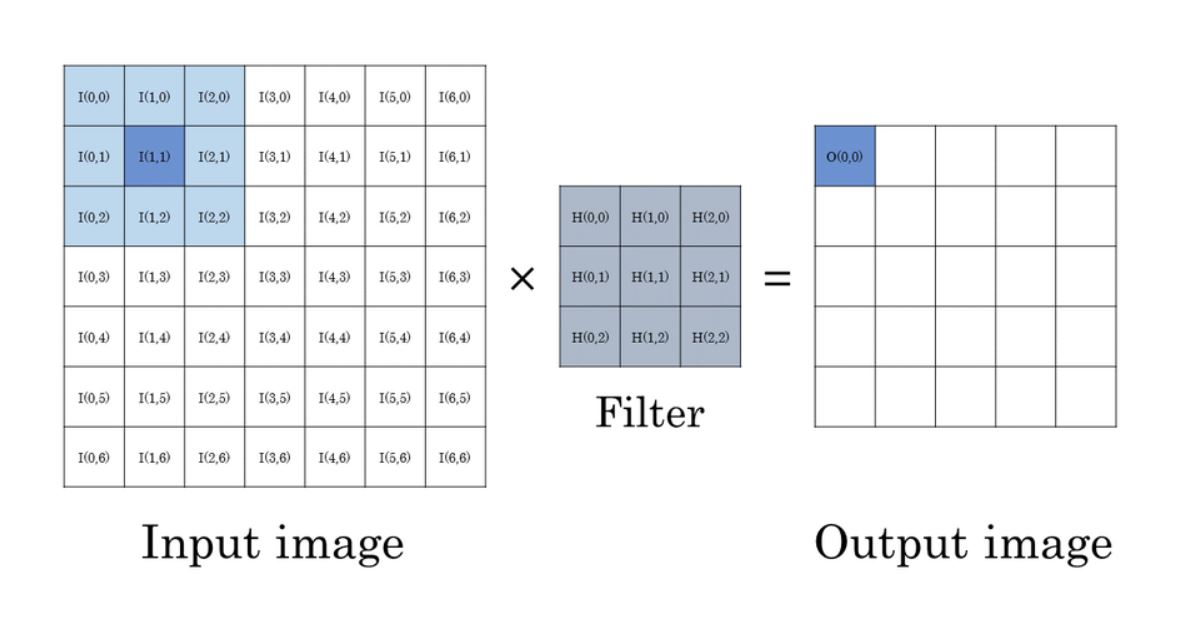 I(0,0) I(1,0) I(2,0) I(3,0) I(4,0) I(5,0) I(6,0)
I(0,1) I(1,1) I(2,1) I(3,1) I(4,1) I(5,1) I(6,1)
I(0,2) I(1,2) I(2,2) I(3,2) I(4,2) I(5,2) I(6,2)
I(0,3) I(1,3) I(2,3) I(3,3) I(4,3) I(5,3) I(6,3)
I(0,4) I(1,4) I(2,4) I(3,4) I(4,4) I(5,4) I(6,4)
I(0,5) I(1,5) I(2,5) I(3,5) I(4,5) I(5,5) I(6,5)
I(0,6) I(1,6) I(2,6) I(3,6) I(4,6) I(5,6) I(6,6)
Input image
×
H(0,0) H(1,0) H(2,0)
H(0,1) H(1,1) H(2,1)
H(0,2) H(1,2) H(2,2)
Filter
=
O(0,0)
Output image